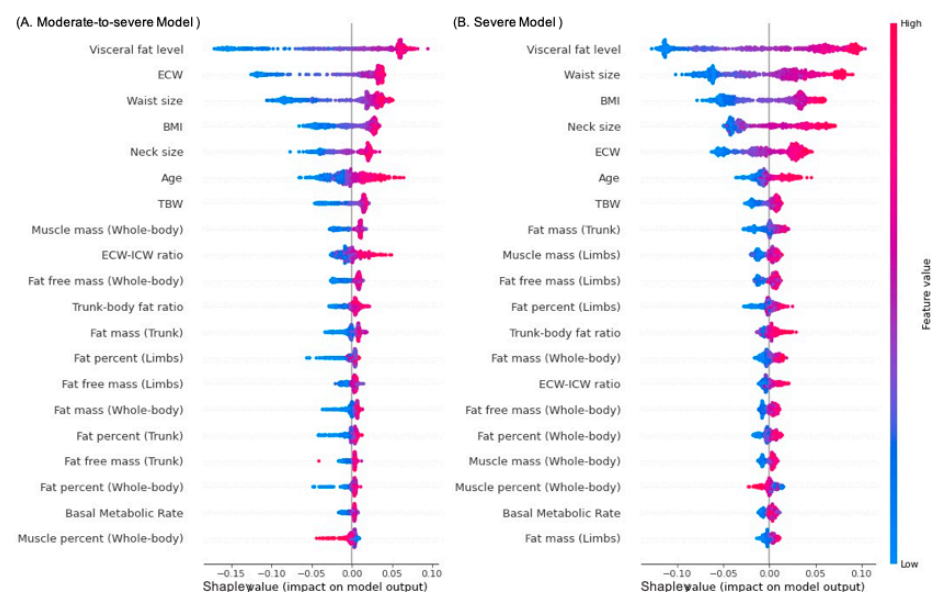 (A. Moderate-to-severe Model )
Visceral fat level
ECW
Waist size
BMI
Neck size
Age
TBW
Muscle mass (Whole-body)
ECW-ICW ratio
Fat free mass (Whole-body)
Trunk-body fat ratio
Fat mass (Trunk)
Fat percent (Limbs)
Fat free mass (Limbs)
Fat mass (Whole-body)
Fat percent (Trunk)
Fat free mass (Trunk)
Fat percent (Whole-body)
Basal Metabolic Rate
Muscle percent (Whole-body)
−0.15 −0.10 −0.05 0.00 0.05 0.10
Shapley value (impact on model output)
(B. Severe Model )
Visceral fat level
Waist size
BMI
Neck size
ECW
Age
TBW
Fat mass (Trunk)
Muscle mass (Limbs)
Fat free mass (Limbs)
Fat percent (Limbs)
Trunk-body fat ratio
Fat mass (Whole-body)
ECW-ICW ratio
Fat free mass (Whole-body)
Fat percent (Whole-body)
Muscle mass (Whole-body)
Muscle percent (Whole-body)
Basal Metabolic Rate
Fat mass (Limbs)
−0.10 −0.05 0.00 0.05 0.10
Shapley value (impact on model output)
High
Feature value
Low